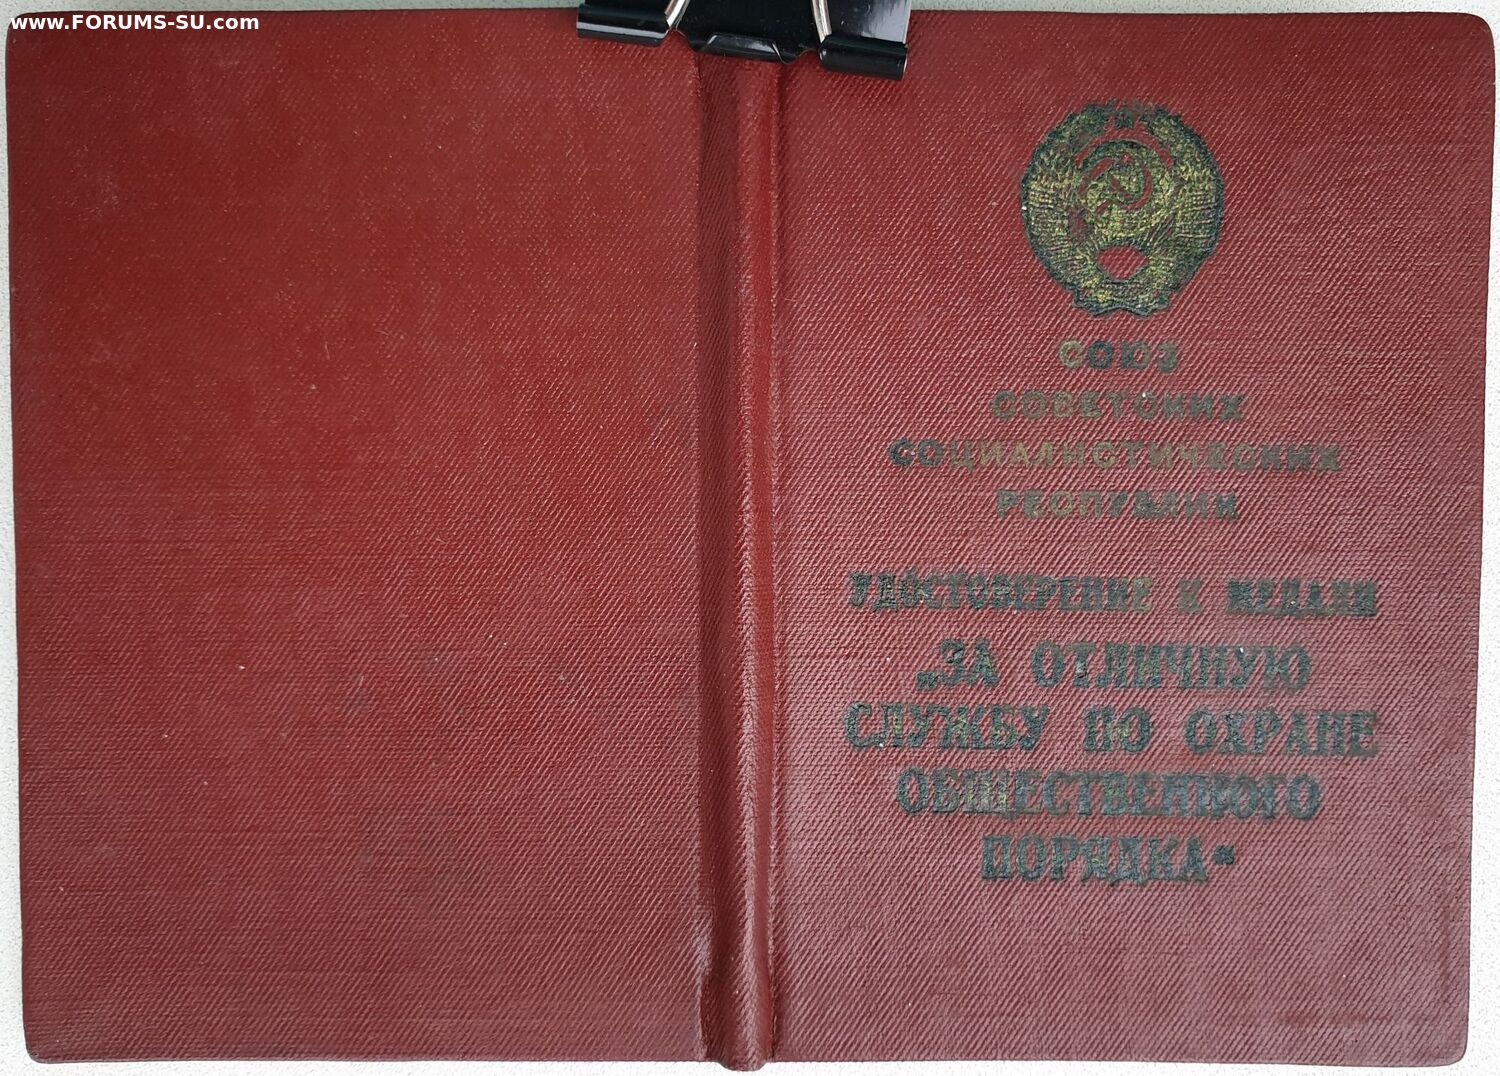 www.FORUMS-SU.com
СОЮЗ
СОВЕТСКИХ
СОЦИАЛИСТИЧЕСКИХ
РЕСПУБЛИК
УДОСТОВЕРЕНИЕ К МЕДАЛИ
„ЗА ОТЛИЧНУЮ
СЛУЖБУ ПО ОХРАНЕ
ОБЩЕСТВЕННОГО
ПОРЯДКА“